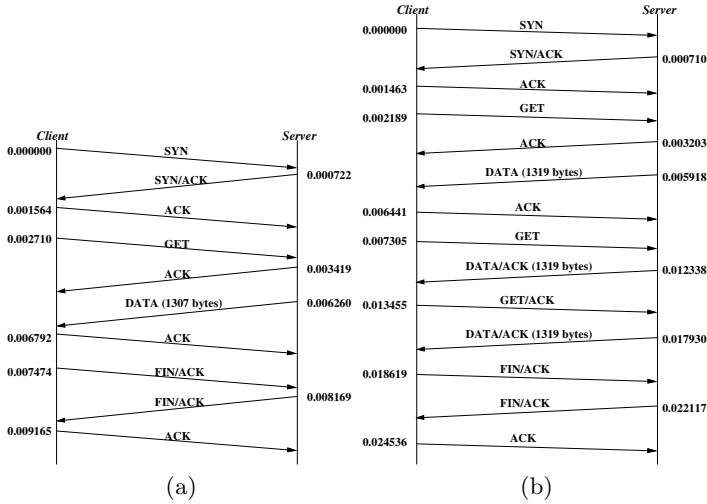 Client Server
0.000000 SYN
SYN/ACK 0.000722
0.001564 ACK
0.002710 GET
ACK 0.003419
DATA (1307 bytes) 0.006260
0.006792 ACK
0.007474 FIN/ACK
FIN/ACK 0.008169
0.009165 ACK
(a)
Client Server
0.000000 SYN
SYN/ACK 0.000710
0.001463 ACK
0.002189 GET
ACK 0.003203
DATA (1319 bytes) 0.005918
0.006441 ACK
0.007305 GET
DATA/ACK (1319 bytes) 0.012338
0.013455 GET/ACK
DATA/ACK (1319 bytes) 0.017930
0.018619 FIN/ACK
FIN/ACK 0.022117
0.024536 ACK
(b)